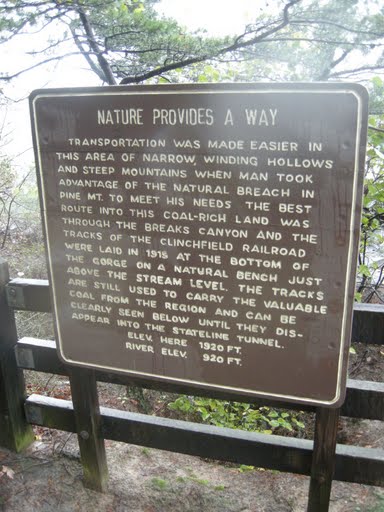 NATURE PROVIDES A WAY
TRANSPORTATION WAS MADE EASIER IN
THIS AREA OF NARROW, WINDING HOLLOWS
AND STEEP MOUNTAINS WHEN MAN TOOK
ADVANTAGE OF THE NATURAL BREACH IN
PINE MT. TO MEET HIS NEEDS. THE BEST
ROUTE INTO THIS COAL-RICH LAND WAS
THROUGH THE BREAKS CANYON AND THE
TRACKS OF THE CLINCHFIELD RAILROAD
WERE LAID IN 1915 AT THE BOTTOM OF
THE GORGE ON A NATURAL BENCH JUST
ABOVE THE STREAM LEVEL. THE TRACKS
ARE STILL USED TO CARRY THE VALUABLE
COAL FROM THE REGION AND CAN BE
CLEARLY SEEN BELOW UNTIL THEY DIS-
APPEAR INTO THE STATELINE TUNNEL.
ELEV. HERE 1920 FT.
RIVER ELEV. 920 FT.